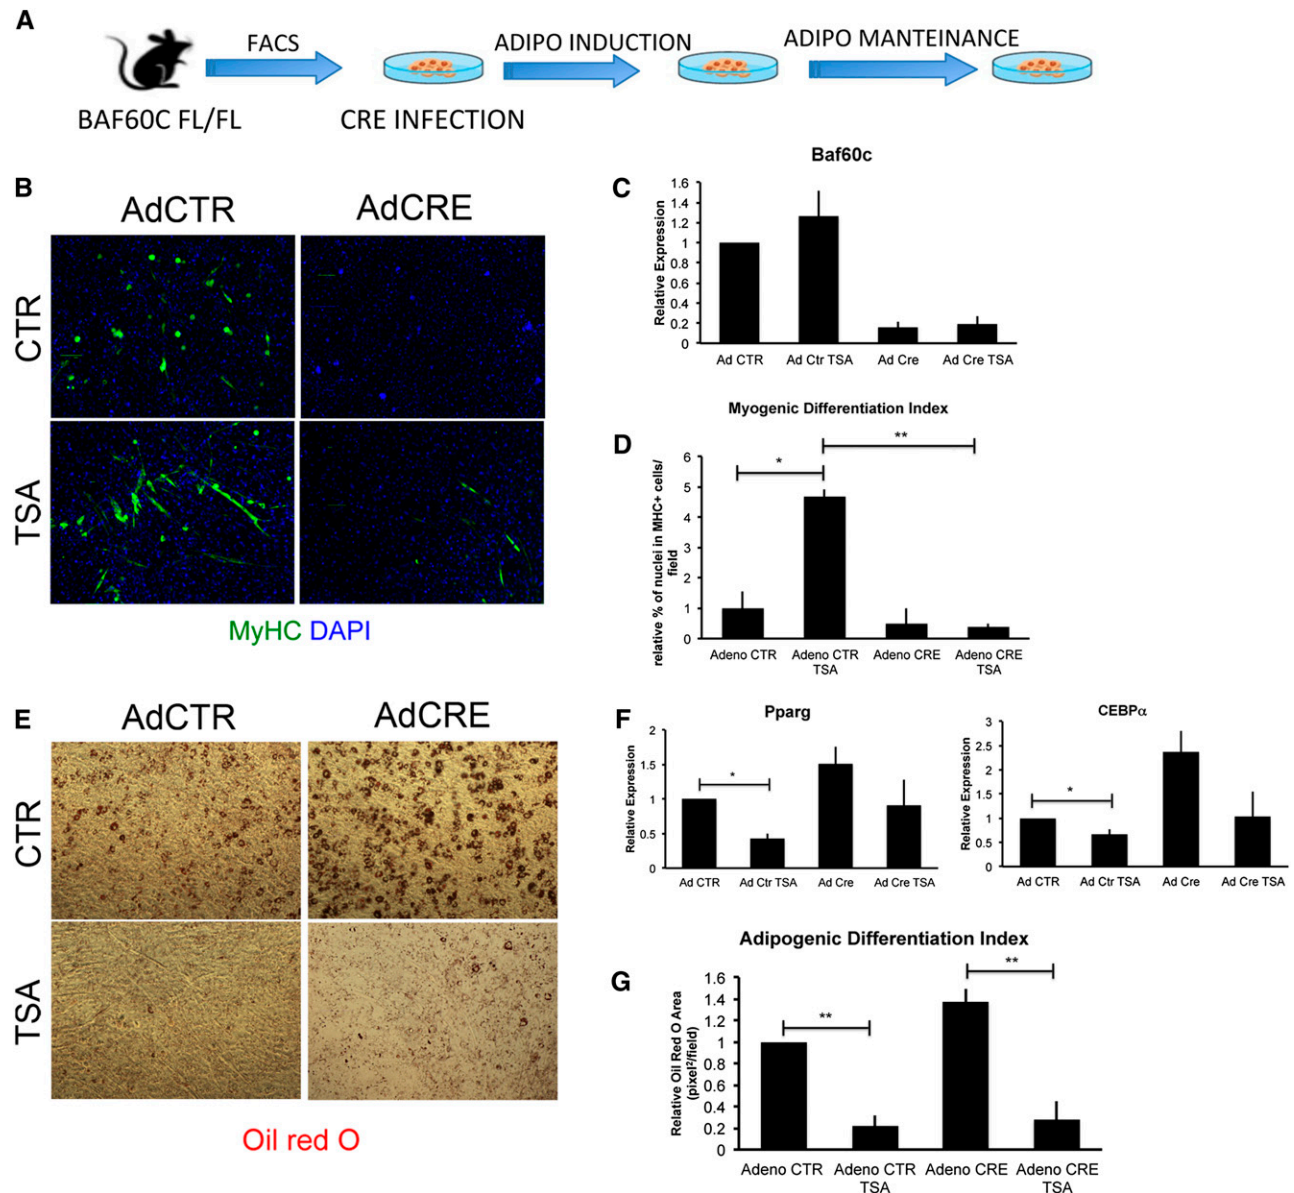 A
FACS
ADIPO INDUCTION
ADIPO MANTEINANCE
BAF60C FL/FL
CRE INFECTION
B
AdCTR
AdCRE
CTR
TSA
MyHC DAPI
C
Baf60c
Relative Expression
1.6
1.4
1.2
1
0.8
0.6
0.4
0.2
0
Ad CTR
Ad Ctr TSA
Ad Cre
Ad Cre TSA
D
Myogenic Differentiation Index
relative % of nuclei in MHC+ cells/
field
6
5
4
3
2
1
0
*
**
Adeno CTR
Adeno CTR
TSA
Adeno CRE
Adeno CRE
TSA
E
AdCTR
AdCRE
CTR
TSA
Oil red O
F
Pparg
Relative Expression
2
1.5
1
0.5
0
*
Ad CTR
Ad Ctr TSA
Ad Cre
Ad Cre TSA
CEBPα
Relative Expression
3
2.5
2
1.5
1
0.5
0
*
Ad CTR
Ad Ctr TSA
Ad Cre
Ad Cre TSA
G
Adipogenic Differentiation Index
Relative Oil Red O Area
(pixel²/field)
1.6
1.4
1.2
1
0.8
0.6
0.4
0.2
0
**
**
Adeno CTR
Adeno CTR
TSA
Adeno CRE
Adeno CRE
TSA